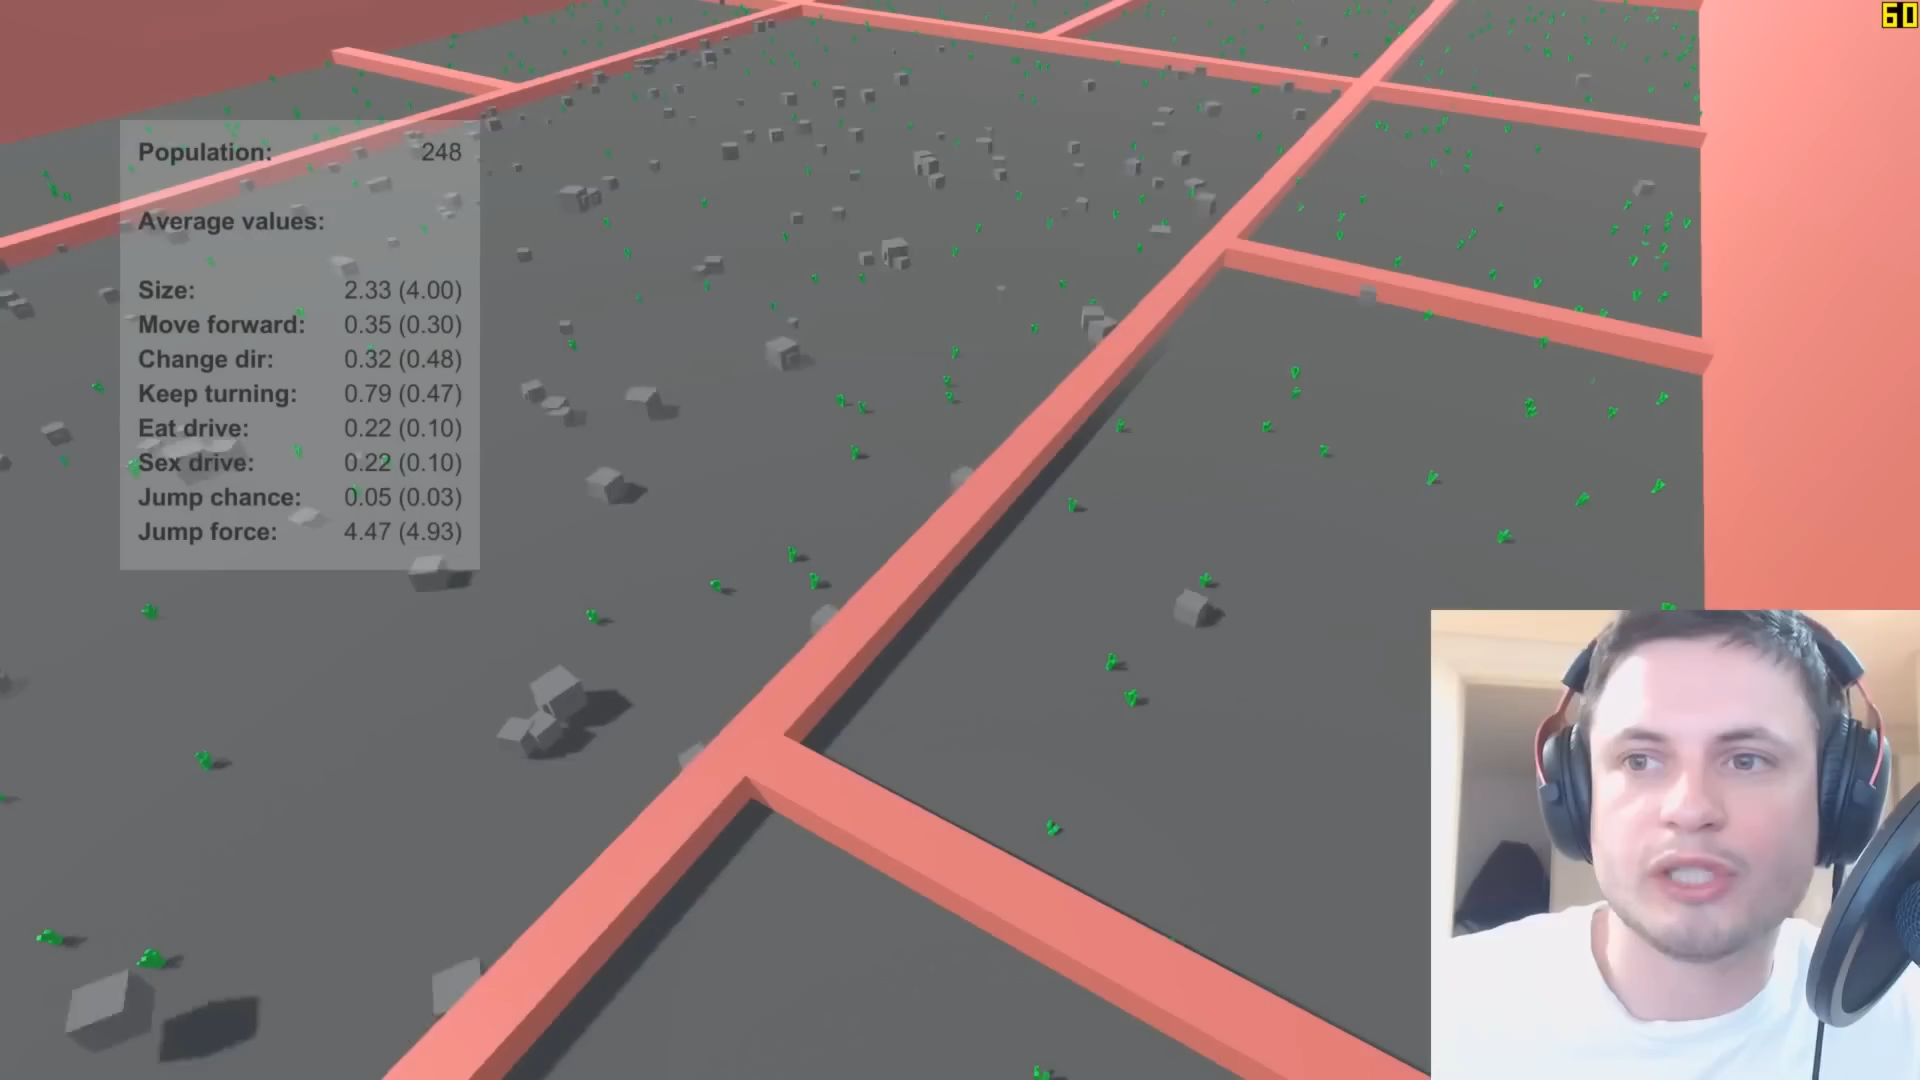 60
Population: 248
Average values:
Size: 2.33 (4.00)
Move forward: 0.35 (0.30)
Change dir: 0.32 (0.48)
Keep turning: 0.79 (0.47)
Eat drive: 0.22 (0.10)
Sex drive: 0.22 (0.10)
Jump chance: 0.05 (0.03)
Jump force: 4.47 (4.93)